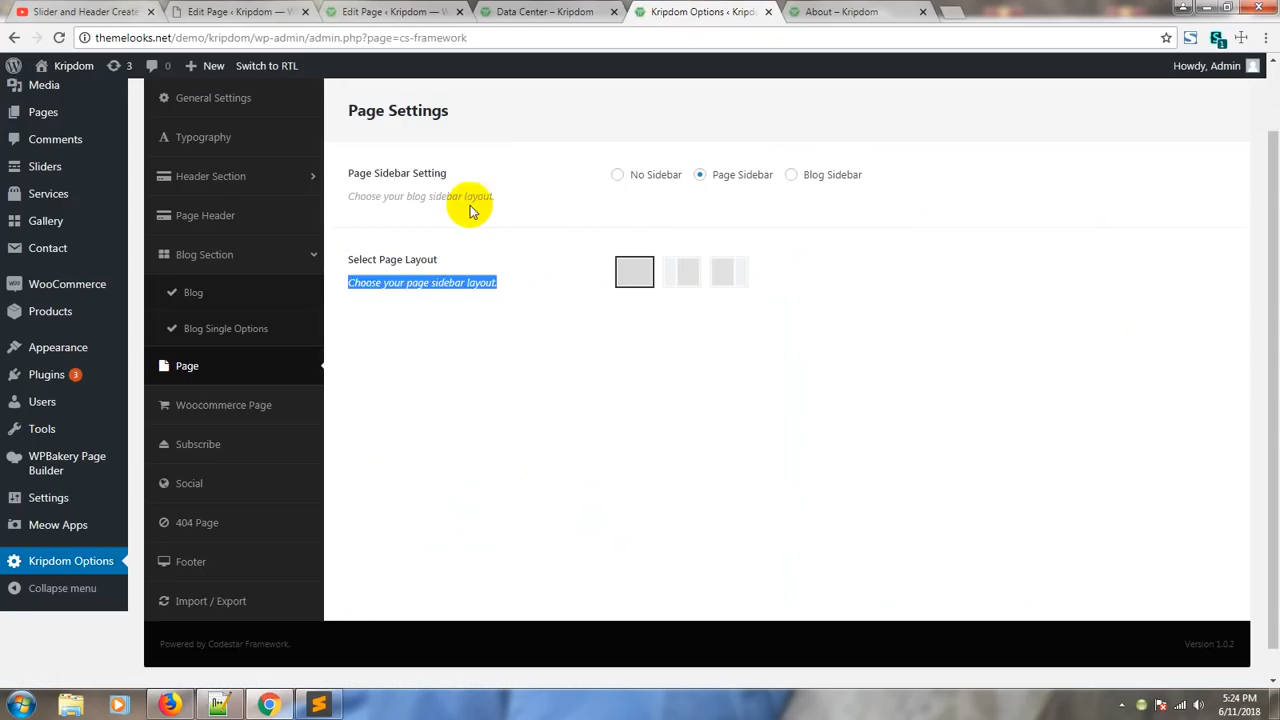 Slider and Header Creat
Edit Page ‹ Kripdom — W
Edit Page ‹ Kripdom — W
Data Center – Kripdom
Kripdom Options ‹ Kripd
About – Kripdom
themelooks.net/demo/kripdom/wp-admin/admin.php?page=cs-framework
Kripdom
3
0
New
Switch to RTL
Howdy, Admin
Media
Pages
Comments
Sliders
Services
Gallery
Contact
WooCommerce
Products
Appearance
Plugins 3
Users
Tools
WPBakery Page
Builder
Settings
Meow Apps
Kripdom Options
Collapse menu
General Settings
Typography
Header Section
Page Header
Blog Section
Blog
Blog Single Options
Page
Woocommerce Page
Subscribe
Social
404 Page
Footer
Import / Export
Page Settings
Page Sidebar Setting
Choose your blog sidebar layout.
No Sidebar
Page Sidebar
Blog Sidebar
Select Page Layout
Choose your page sidebar layout.
Powered by Codestar Framework.
Version 1.0.2
5:24 PM
6/11/2018